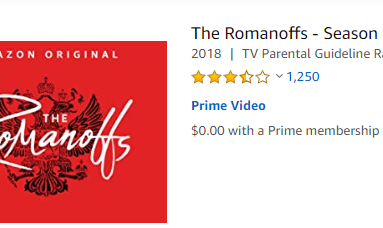 AZON ORIGINAL
THE
Romanoffs
The Romanoffs - Season
2018 | TV Parental Guideline Ra
1,250
Prime Video
$0.00 with a Prime membership